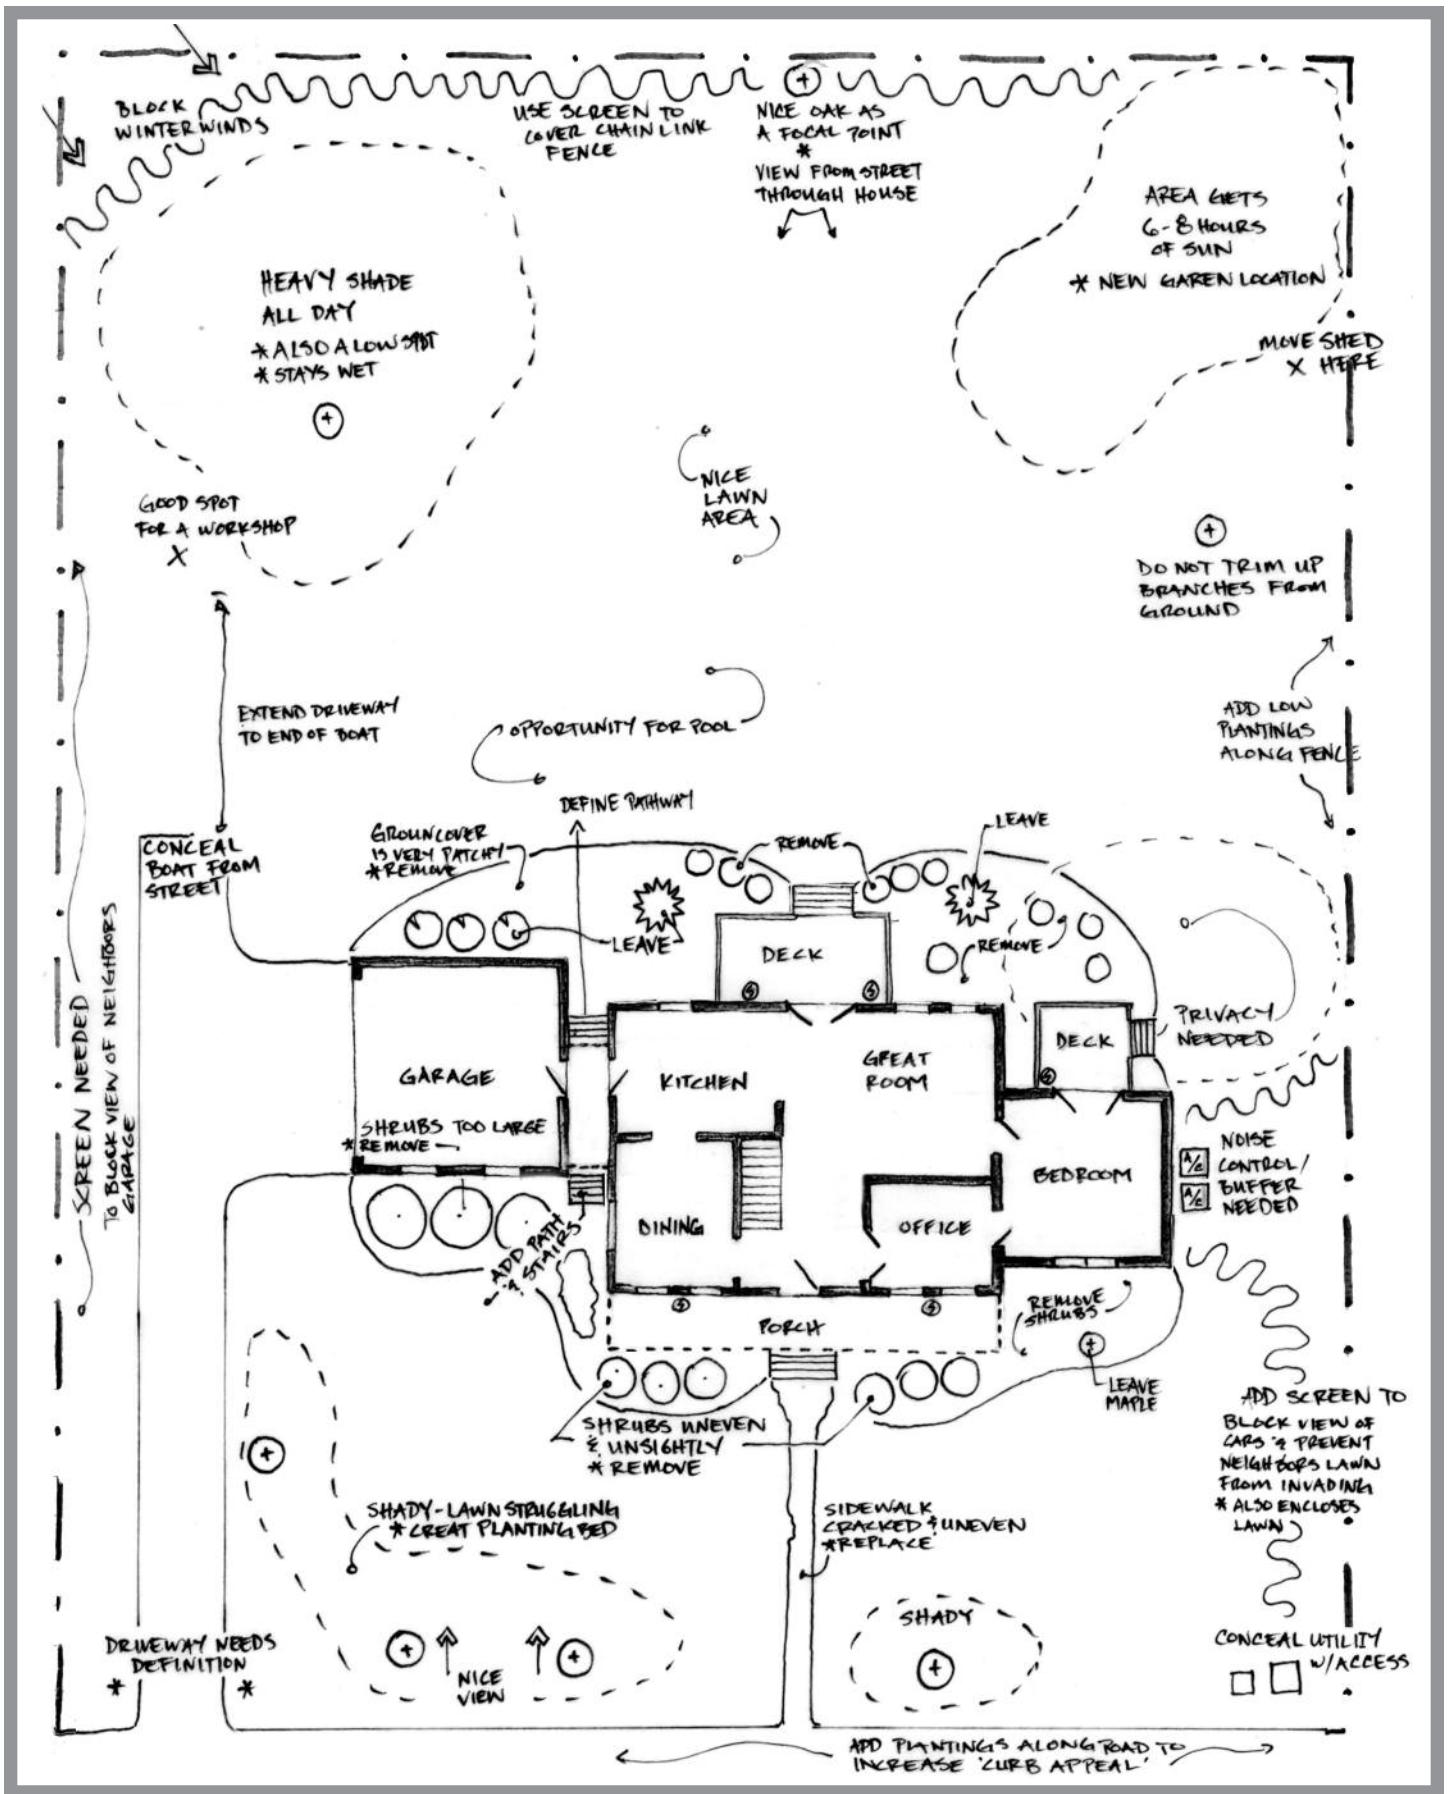 BLOCK
WINTER WINDS
USE SCREEN TO
COVER CHAIN LINK
FENCE
NICE OAK AS
A FOCAL POINT
*
VIEW FROM STREET
THROUGH HOUSE
AREA GETS
6-8 HOURS
OF SUN
* NEW GAREN LOCATION
MOVE SHED
X HERE
HEAVY SHADE
ALL DAY
* ALSO A LOW SPOT
* STAYS WET
GOOD SPOT
FOR A WORKSHOP
X
NICE
LAWN
AREA
DO NOT TRIM UP
BRANCHES FROM
GROUND
EXTEND DRIVEWAY
TO END OF BOAT
OPPORTUNITY FOR POOL
ADD LOW
PLANTINGS
ALONG FENCE
DEFINE PATHWAY
CONCEAL
BOAT FROM
STREET
GROUNCOVER
IS VERY PATCHY
* REMOVE
REMOVE
LEAVE
LEAVE
REMOVE
DECK
DECK
PRIVACY
NEEDED
SCREEN NEEDED
TO BLOCK VIEW OF NEIGHBORS
GARAGE
GARAGE
KITCHEN
GREAT
ROOM
SHRUBS TOO LARGE
* REMOVE
BEDROOM
A/C
A/C
NOISE
CONTROL/
BUFFER
NEEDED
DINING
OFFICE
ADD PATH
& STAIRS
PORCH
REMOVE
SHRUBS
LEAVE
MAPLE
SHRUBS UNEVEN
& UNSIGHTLY
* REMOVE
ADD SCREEN TO
BLOCK VIEW OF
CARS & PREVENT
NEIGHBORS LAWN
FROM INVADING
* ALSO ENCLOSES
LAWN
SHADY-LAWN STRUGGLING
* GREAT PLANTING BED
SIDEWALK
CRACKED & UNEVEN
* REPLACE
SHADY
DRIVEWAY NEEDS
DEFINITION
* *
NICE
VIEW
CONCEAL UTILITY
W/ACCESS
ADD PLANTINGS ALONG ROAD TO
INCREASE 'CURB APPEAL'